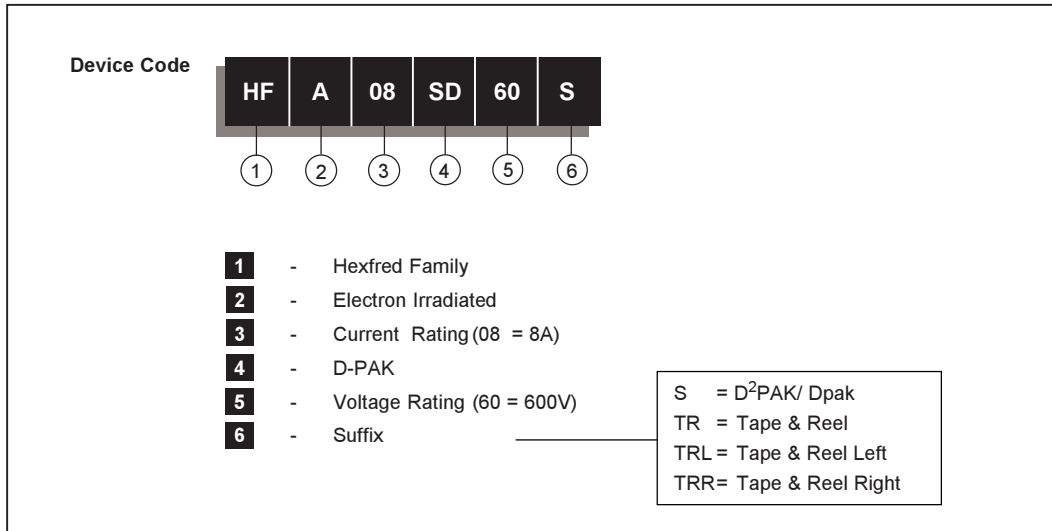 Device Code
HF A 08 SD 60 S
1 2 3 4 5 6
1 - Hexfred Family
2 - Electron Irradiated
3 - Current Rating (08 = 8A)
4 - D-PAK
5 - Voltage Rating (60 = 600V)
6 - Suffix
S = D²PAK/ Dpak
TR = Tape & Reel
TRL = Tape & Reel Left
TRR= Tape & Reel Right